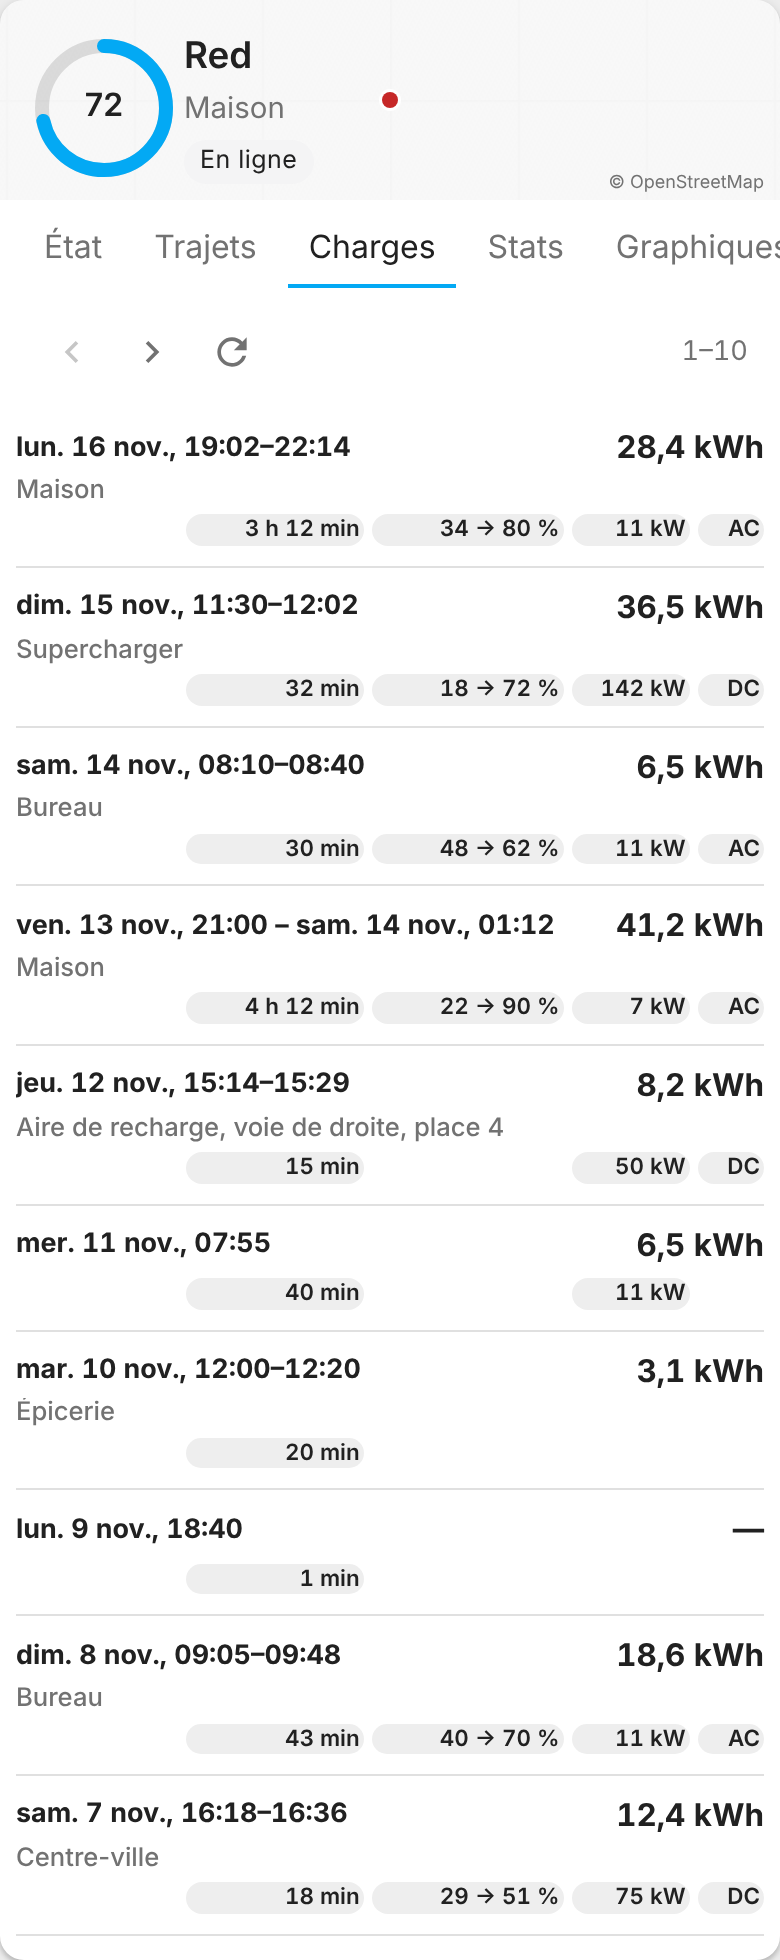 72
Red
Maison
En ligne
© OpenStreetMap
État Trajets Charges Stats Graphiques
1–10
lun. 16 nov., 19:02–22:14 28,4 kWh
Maison
3 h 12 min 34 → 80 % 11 kW AC
dim. 15 nov., 11:30–12:02 36,5 kWh
Supercharger
32 min 18 → 72 % 142 kW DC
sam. 14 nov., 08:10–08:40 6,5 kWh
Bureau
30 min 48 → 62 % 11 kW AC
ven. 13 nov., 21:00 – sam. 14 nov., 01:12 41,2 kWh
Maison
4 h 12 min 22 → 90 % 7 kW AC
jeu. 12 nov., 15:14–15:29 8,2 kWh
Aire de recharge, voie de droite, place 4
15 min 50 kW DC
mer. 11 nov., 07:55 6,5 kWh
40 min 11 kW
mar. 10 nov., 12:00–12:20 3,1 kWh
Épicerie
20 min
lun. 9 nov., 18:40 —
1 min
dim. 8 nov., 09:05–09:48 18,6 kWh
Bureau
43 min 40 → 70 % 11 kW AC
sam. 7 nov., 16:18–16:36 12,4 kWh
Centre-ville
18 min 29 → 51 % 75 kW DC